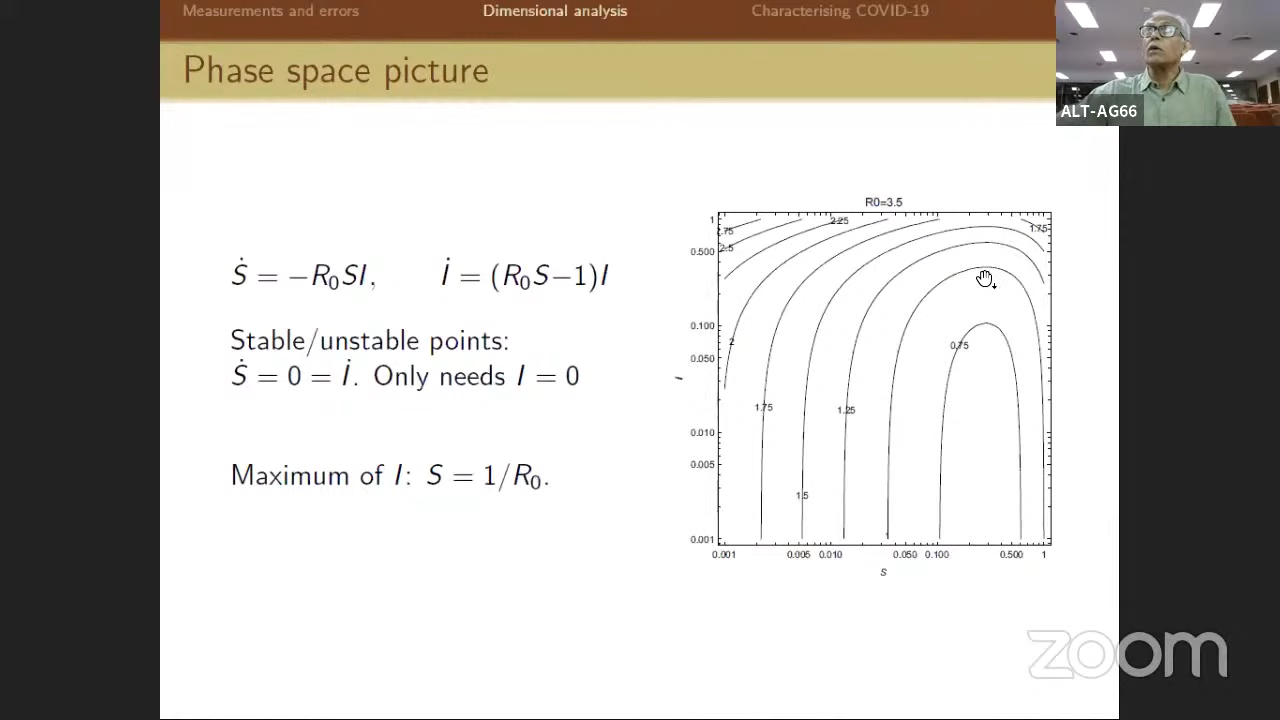 Measurements and errors
Dimensional analysis
Characterising COVID-19
ALT-AG66
Phase space picture
Ṡ = −R₀SI, İ = (R₀S−1)I
Stable/unstable points:
Ṡ = 0 = İ. Only needs I = 0
Maximum of I: S = 1/R₀.
R0=3.5
1
0.500
0.100
0.050
0.010
0.005
0.001
I
2.75
2.5
2.25
1.75
2
0.75
1.75
1.25
1.5
1
0.001 0.005 0.010 0.050 0.100 0.500 1
S
zoom